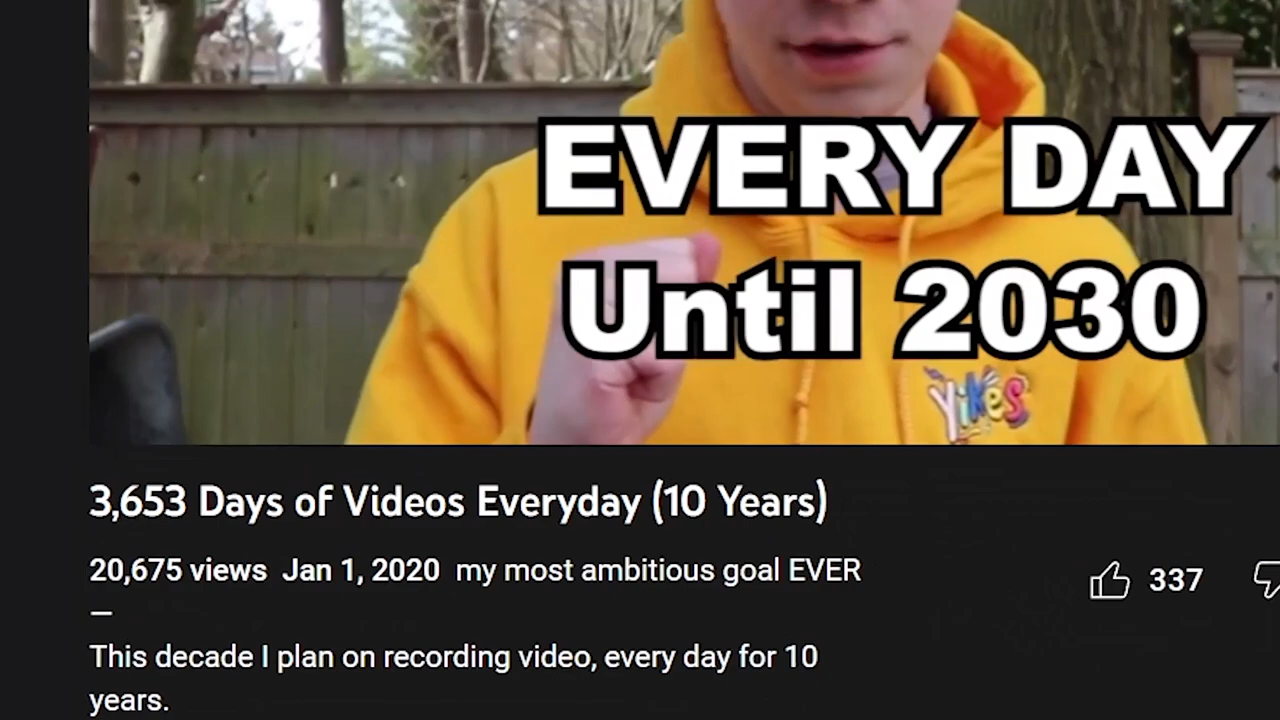 EVERY DAY
Until 2030
Yikes
3,653 Days of Videos Everyday (10 Years)
20,675 views Jan 1, 2020 my most ambitious goal EVER
337
—
This decade I plan on recording video, every day for 10
years.